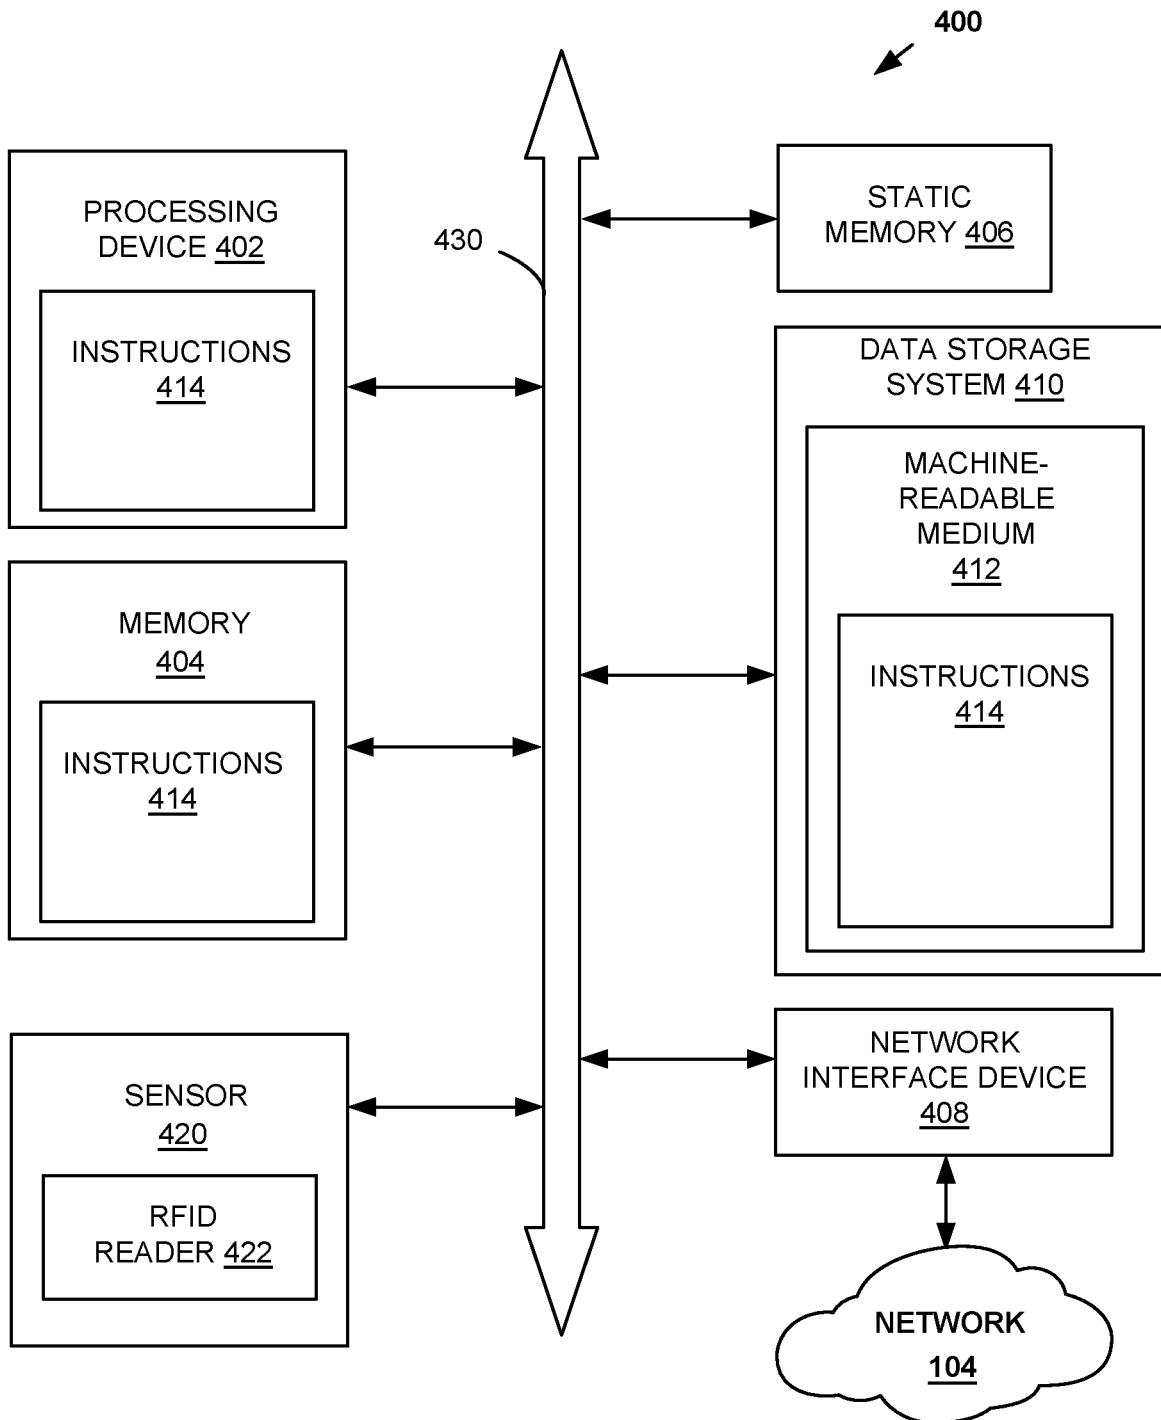 400
PROCESSING
DEVICE 402
INSTRUCTIONS
414
430
STATIC
MEMORY 406
DATA STORAGE
SYSTEM 410
MACHINE-
READABLE
MEDIUM
412
INSTRUCTIONS
414
MEMORY
404
INSTRUCTIONS
414
SENSOR
420
RFID
READER 422
NETWORK
INTERFACE DEVICE
408
NETWORK
104